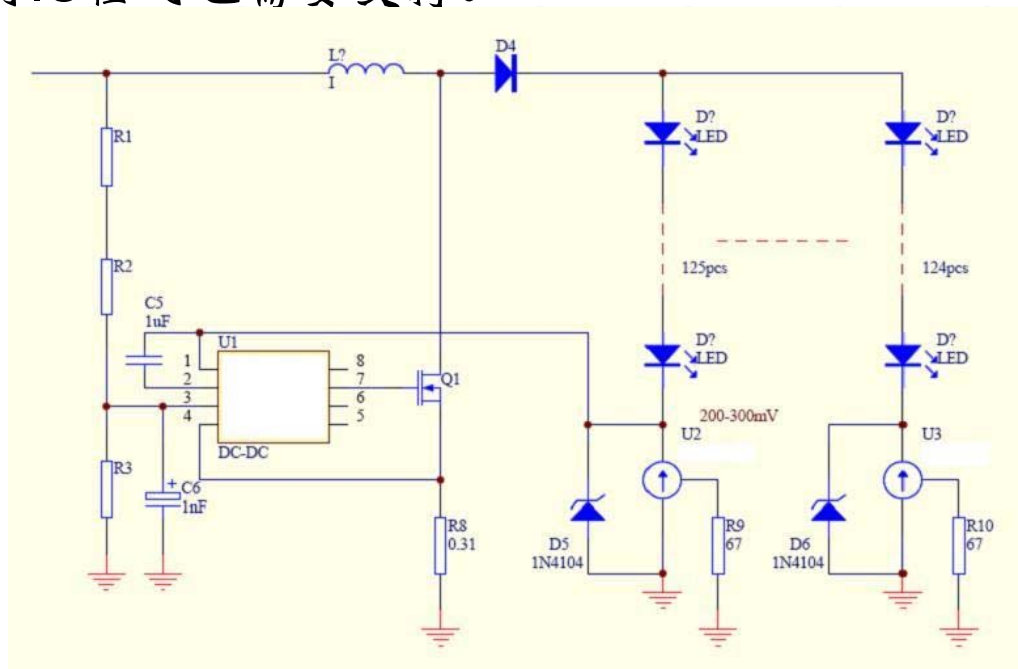 L?
I
D4
R1
R2
C5
1uF
U1
1
2
3
4
8
7
6
5
DC-DC
Q1
R3
C6
1nF
+
R8
0.31
D?
LED
125pcs
D?
LED
200-300mV
U2
D5
1N4104
R9
67
D?
LED
124pcs
D?
LED
U3
D6
1N4104
R10
67